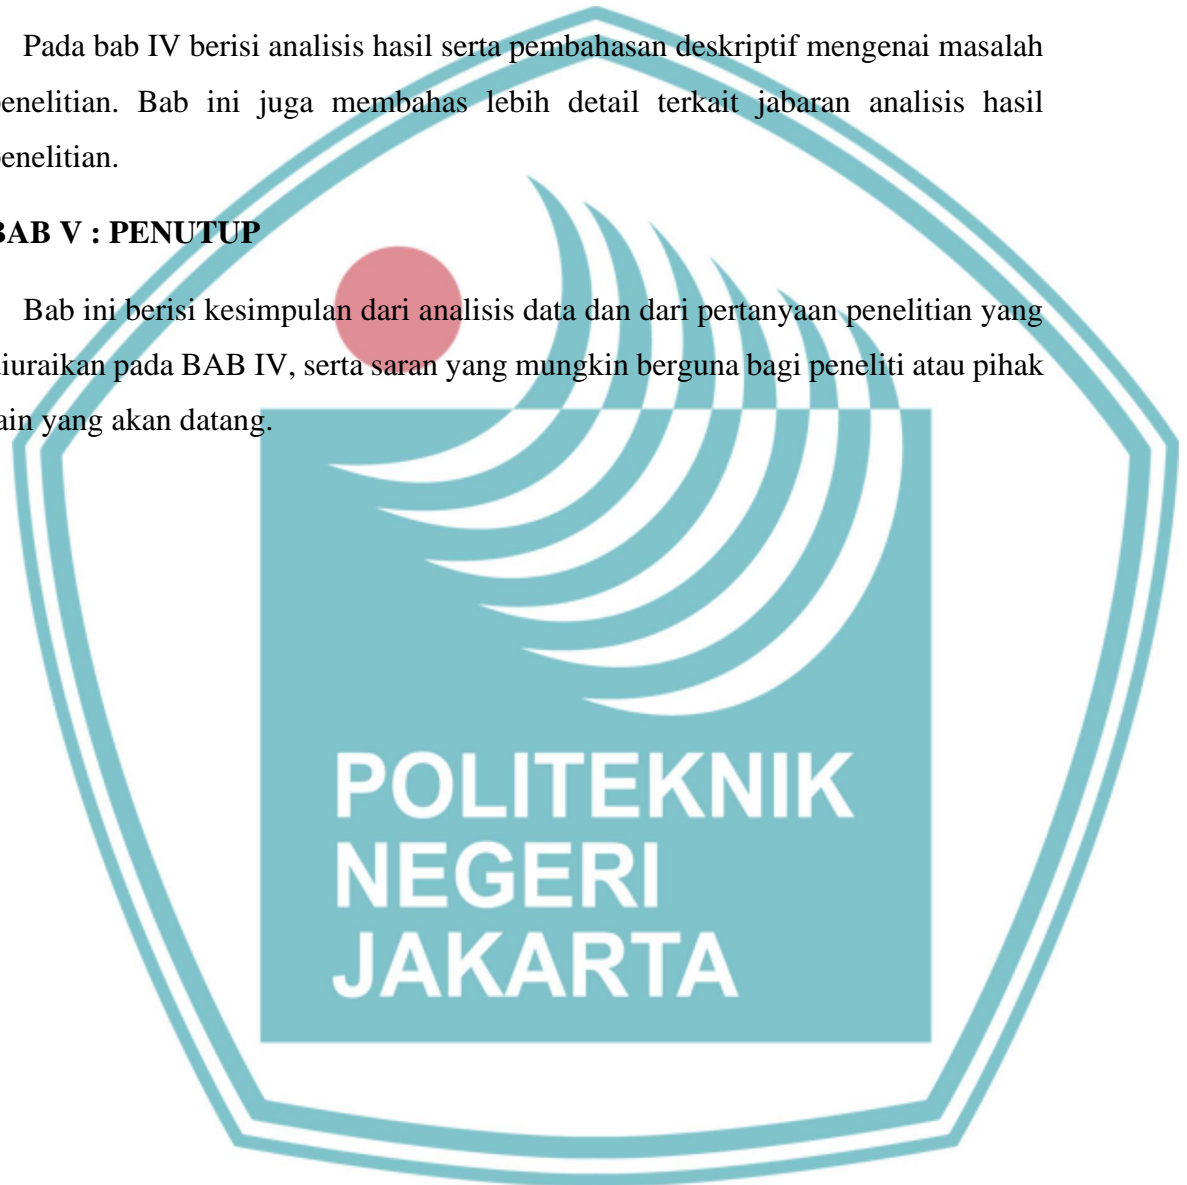 Pada bab IV berisi analisis hasil serta pembahasan deskriptif mengenai masalah
enelitian. Bab ini juga membahas lebih detail terkait jabaran analisis hasil
enelitian.
BAB V : PENUTUP
Bab ini berisi kesimpulan dari analisis data dan dari pertanyaan penelitian yang
diuraikan pada BAB IV, serta saran yang mungkin berguna bagi peneliti atau pihak
ain yang akan datang.
POLITEKNIK
NEGERI
JAKARTA